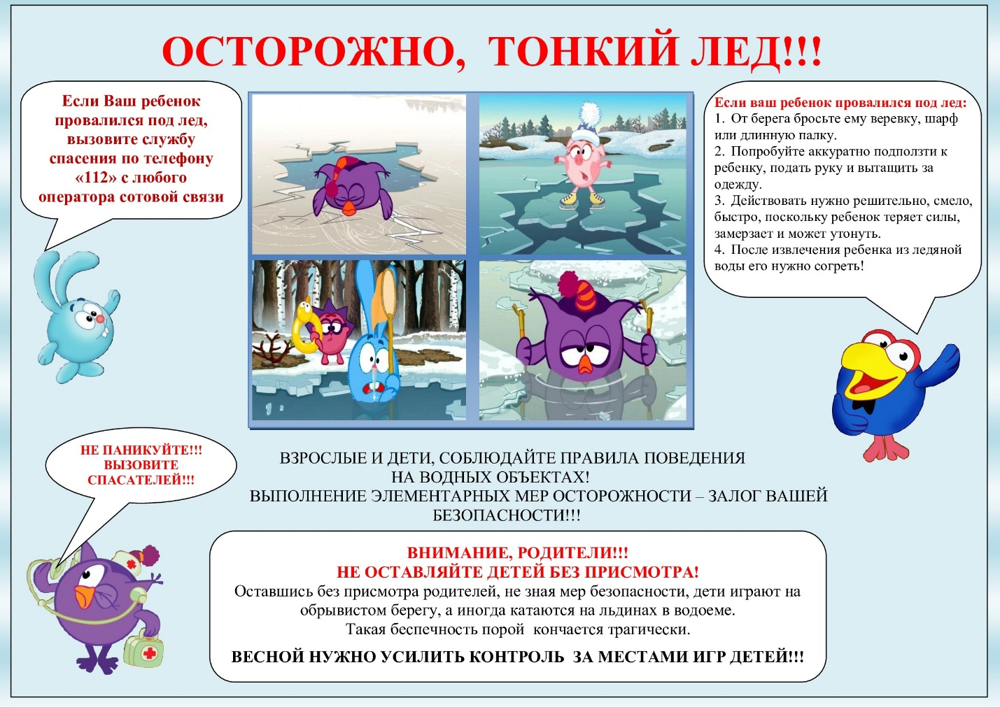 ОСТОРОЖНО, ТОНКИЙ ЛЕД!!!
Если Ваш ребенок
провалился под лед,
вызовите службу
спасения по телефону
«112» с любого
оператора сотовой связи
Если ваш ребенок провалился под лед:
1. От берега бросьте ему веревку, шарф
или длинную палку.
2. Попробуйте аккуратно подползти к
ребенку, подать руку и вытащить за
одежду.
3. Действовать нужно решительно, смело,
быстро, поскольку ребенок теряет силы,
замерзает и может утонуть.
4. После извлечения ребенка из ледяной
воды его нужно согреть!
НЕ ПАНИКУЙТЕ!!!
ВЫЗОВИТЕ
СПАСАТЕЛЕЙ!!!
ВЗРОСЛЫЕ И ДЕТИ, СОБЛЮДАЙТЕ ПРАВИЛА ПОВЕДЕНИЯ
НА ВОДНЫХ ОБЪЕКТАХ!
ВЫПОЛНЕНИЕ ЭЛЕМЕНТАРНЫХ МЕР ОСТОРОЖНОСТИ – ЗАЛОГ ВАШЕЙ
БЕЗОПАСНОСТИ!!!
ВНИМАНИЕ, РОДИТЕЛИ!!!
НЕ ОСТАВЛЯЙТЕ ДЕТЕЙ БЕЗ ПРИСМОТРА!
Оставшись без присмотра родителей, не зная мер безопасности, дети играют на
обрывистом берегу, а иногда катаются на льдинах в водоеме.
Такая беспечность порой кончается трагически.
ВЕСНОЙ НУЖНО УСИЛИТЬ КОНТРОЛЬ ЗА МЕСТАМИ ИГР ДЕТЕЙ!!!